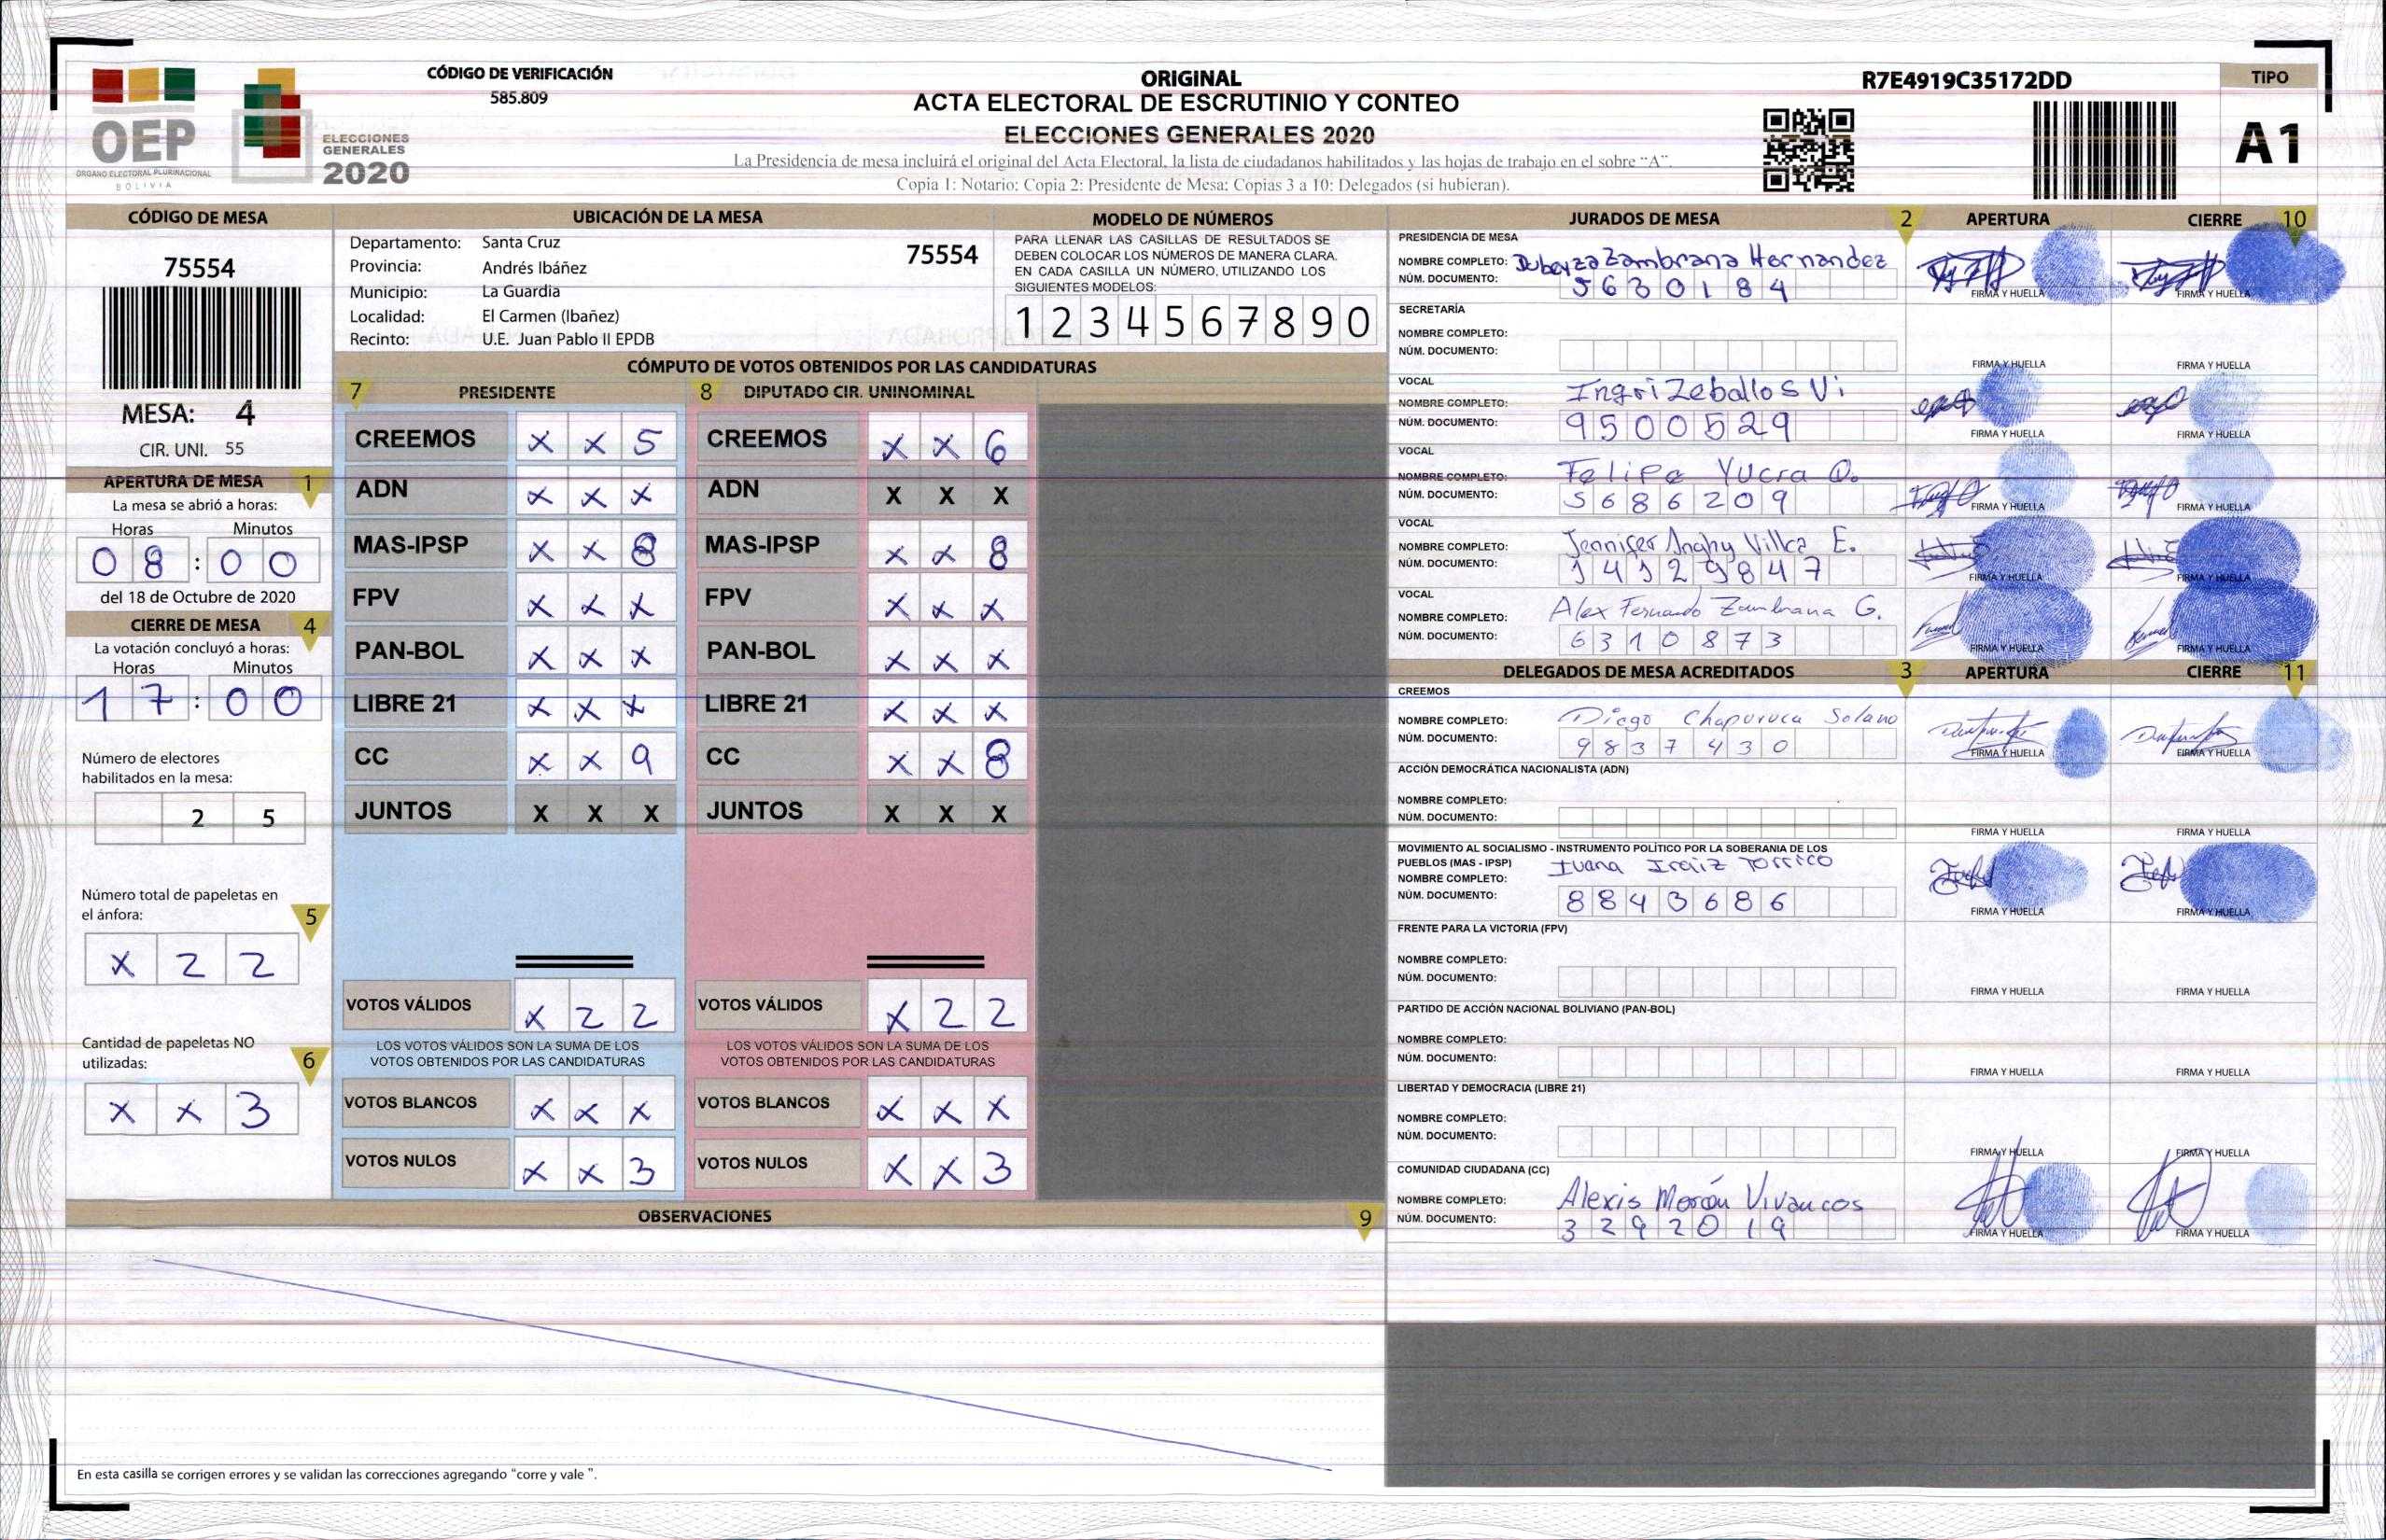 CÓDIGO DE VERIFICACIÓN
585.809
OEP
ÓRGANO ELECTORAL PLURINACIONAL
BOLIVIA
ELECCIONES
GENERALES
2020
ORIGINAL
ACTA ELECTORAL DE ESCRUTINIO Y CONTEO
ELECCIONES GENERALES 2020
La Presidencia de mesa incluirá el original del Acta Electoral, la lista de ciudadanos habilitados y las hojas de trabajo en el sobre "A".
Copia 1: Notario: Copia 2: Presidente de Mesa: Copias 3 a 10: Delegados (si hubieran).
R7E4919C35172DD
TIPO
A1
CÓDIGO DE MESA
75554
MESA: 4
CIR. UNI. 55
APERTURA DE MESA 1
La mesa se abrió a horas:
Horas Minutos
08:00
del 18 de Octubre de 2020
CIERRE DE MESA 4
La votación concluyó a horas:
Horas Minutos
17:00
Número de electores
habilitados en la mesa:
2 5
Número total de papeletas en
el ánfora: 5
X 2 2
Cantidad de papeletas NO
utilizadas: 6
X X 3
UBICACIÓN DE LA MESA
Departamento: Santa Cruz 75554
Provincia: Andrés Ibáñez
Municipio: La Guardia
Localidad: El Carmen (Ibañez)
Recinto: U.E. Juan Pablo II EPDB
MODELO DE NÚMEROS
PARA LLENAR LAS CASILLAS DE RESULTADOS SE
DEBEN COLOCAR LOS NÚMEROS DE MANERA CLARA.
EN CADA CASILLA UN NÚMERO, UTILIZANDO LOS
SIGUIENTES MODELOS:
1 2 3 4 5 6 7 8 9 0
CÓMPUTO DE VOTOS OBTENIDOS POR LAS CANDIDATURAS
7 PRESIDENTE 8 DIPUTADO CIR. UNINOMINAL
CREEMOS X X 5 CREEMOS X X 6
ADN X X X ADN X X X
MAS-IPSP X X 8 MAS-IPSP X X 8
FPV X X X FPV X X X
PAN-BOL X X X PAN-BOL X X X
LIBRE 21 X X X LIBRE 21 X X X
CC X X 9 CC X X 8
JUNTOS X X X JUNTOS X X X
VOTOS VÁLIDOS X 2 2 VOTOS VÁLIDOS X 2 2
LOS VOTOS VÁLIDOS SON LA SUMA DE LOS LOS VOTOS VÁLIDOS SON LA SUMA DE LOS
VOTOS OBTENIDOS POR LAS CANDIDATURAS VOTOS OBTENIDOS POR LAS CANDIDATURAS
VOTOS BLANCOS X X X VOTOS BLANCOS X X X
VOTOS NULOS X X 3 VOTOS NULOS X X 3
OBSERVACIONES 9
En esta casilla se corrigen errores y se validan las correcciones agregando "corre y vale ".
JURADOS DE MESA 2 APERTURA CIERRE 10
PRESIDENCIA DE MESA
NOMBRE COMPLETO: Zambrana Hernandez
NÚM. DOCUMENTO: 5630184 FIRMA Y HUELLA FIRMA Y HUELLA
SECRETARÍA
NOMBRE COMPLETO:
NÚM. DOCUMENTO:
FIRMA Y HUELLA FIRMA Y HUELLA
VOCAL
NOMBRE COMPLETO: Ingri Zeballos Vi
NÚM. DOCUMENTO: 9500529
FIRMA Y HUELLA FIRMA Y HUELLA
VOCAL
NOMBRE COMPLETO: Felipe Yucra Q.
NÚM. DOCUMENTO: 5686209
FIRMA Y HUELLA FIRMA Y HUELLA
VOCAL
NOMBRE COMPLETO: Jennifer Anghy Villca E.
NÚM. DOCUMENTO: 14129847
FIRMA Y HUELLA FIRMA Y HUELLA
VOCAL
NOMBRE COMPLETO: Alex Fernando Zambrana G.
NÚM. DOCUMENTO: 6310873
FIRMA Y HUELLA FIRMA Y HUELLA
DELEGADOS DE MESA ACREDITADOS 3 APERTURA CIERRE 11
CREEMOS
NOMBRE COMPLETO: Diego Chapuruca Solano
NÚM. DOCUMENTO: 9837430
FIRMA Y HUELLA FIRMA Y HUELLA
ACCIÓN DEMOCRÁTICA NACIONALISTA (ADN)
NOMBRE COMPLETO:
NÚM. DOCUMENTO:
FIRMA Y HUELLA FIRMA Y HUELLA
MOVIMIENTO AL SOCIALISMO - INSTRUMENTO POLÍTICO POR LA SOBERANIA DE LOS
PUEBLOS (MAS - IPSP)
NOMBRE COMPLETO: Ivana Iraiz Torrico
NÚM. DOCUMENTO: 8843686
FIRMA Y HUELLA FIRMA Y HUELLA
FRENTE PARA LA VICTORIA (FPV)
NOMBRE COMPLETO:
NÚM. DOCUMENTO:
FIRMA Y HUELLA FIRMA Y HUELLA
PARTIDO DE ACCIÓN NACIONAL BOLIVIANO (PAN-BOL)
NOMBRE COMPLETO:
NÚM. DOCUMENTO:
FIRMA Y HUELLA FIRMA Y HUELLA
LIBERTAD Y DEMOCRACIA (LIBRE 21)
NOMBRE COMPLETO:
NÚM. DOCUMENTO:
FIRMA Y HUELLA FIRMA Y HUELLA
COMUNIDAD CIUDADANA (CC)
NOMBRE COMPLETO: Alexis Morón Vivancos
NÚM. DOCUMENTO: 3292019
FIRMA Y HUELLA FIRMA Y HUELLA